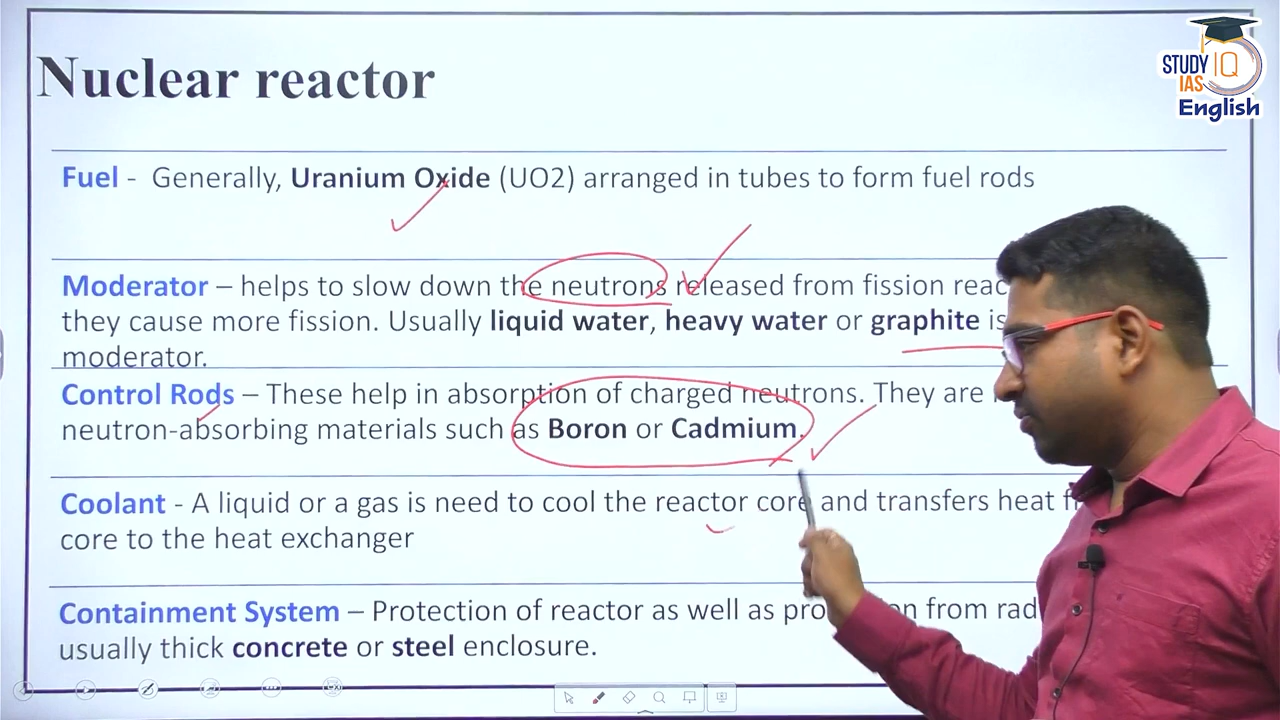 STUDY IQ
IAS
English
Nuclear reactor
Fuel - Generally, Uranium Oxide (UO2) arranged in tubes to form fuel rods
Moderator – helps to slow down the neutrons released from fission
they cause more fission. Usually liquid water, heavy water or graphite is
moderator.
Control Rods – These help in absorption of charged neutrons. They are
neutron-absorbing materials such as Boron or Cadmium.
Coolant - A liquid or a gas is need to cool the reactor core and transfers heat
core to the heat exchanger
Containment System – Protection of reactor as well as from
usually thick concrete or steel enclosure.